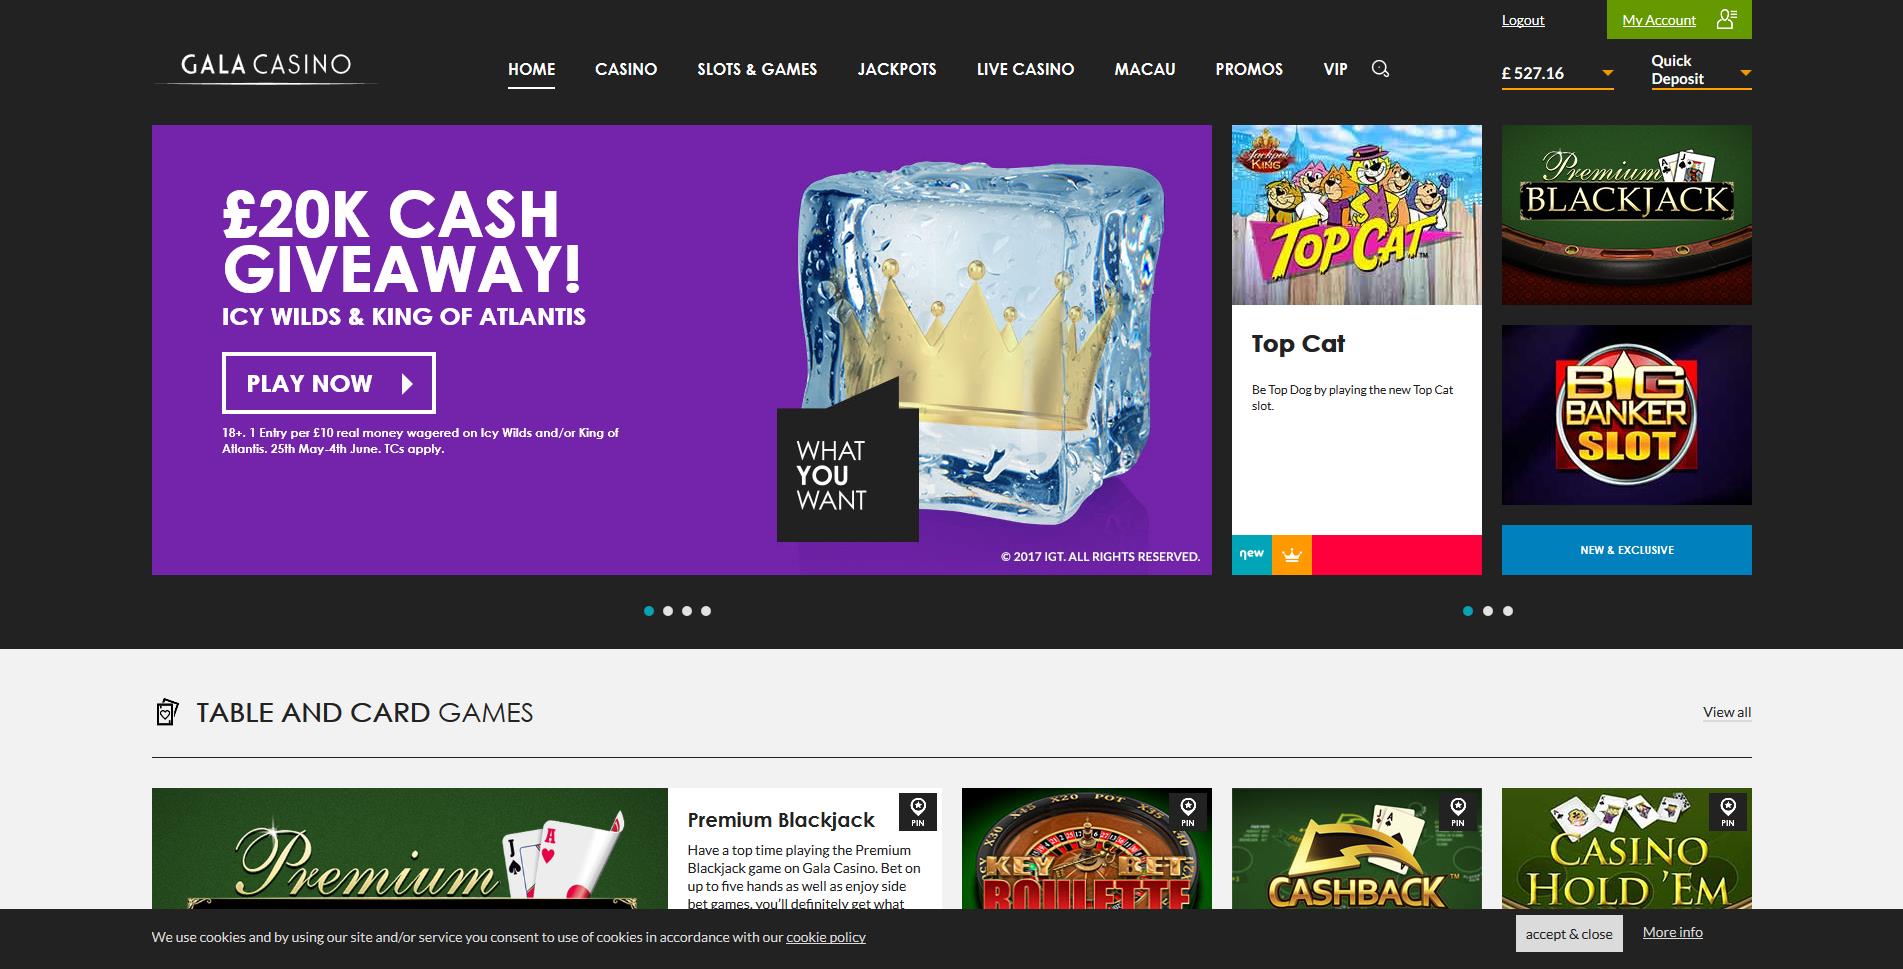 Logout
My Account
GALA CASINO
HOME
CASINO
SLOTS & GAMES
JACKPOTS
LIVE CASINO
MACAU
PROMOS
VIP
£ 527.16
Quick
Deposit
£20K CASH
GIVEAWAY!
ICY WILDS & KING OF ATLANTIS
PLAY NOW
18+. 1 Entry per £10 real money wagered on Icy Wilds and/or King of
Atlantis. 25th May-4th June. TCs apply.
WHAT
YOU
WANT
© 2017 IGT. ALL RIGHTS RESERVED.
Jackpot
KING
TOP CAT™
Top Cat
Be Top Dog by playing the new Top Cat
slot.
new
Premium
BLACKJACK
BIG
BANKER
SLOT
NEW & EXCLUSIVE
TABLE AND CARD GAMES
View all
Premium
Premium Blackjack
PIN
Have a top time playing the Premium
Blackjack game on Gala Casino. Bet on
up to five hands as well as enjoy side
bet games, you'll definitely get what
X30 X20 POT X35
KEY BET
ROULETTE
PIN
CASHBACK™
PIN
CASINO
HOLD 'EM
PIN
We use cookies and by using our site and/or service you consent to use of cookies in accordance with our cookie policy
accept & close
More info